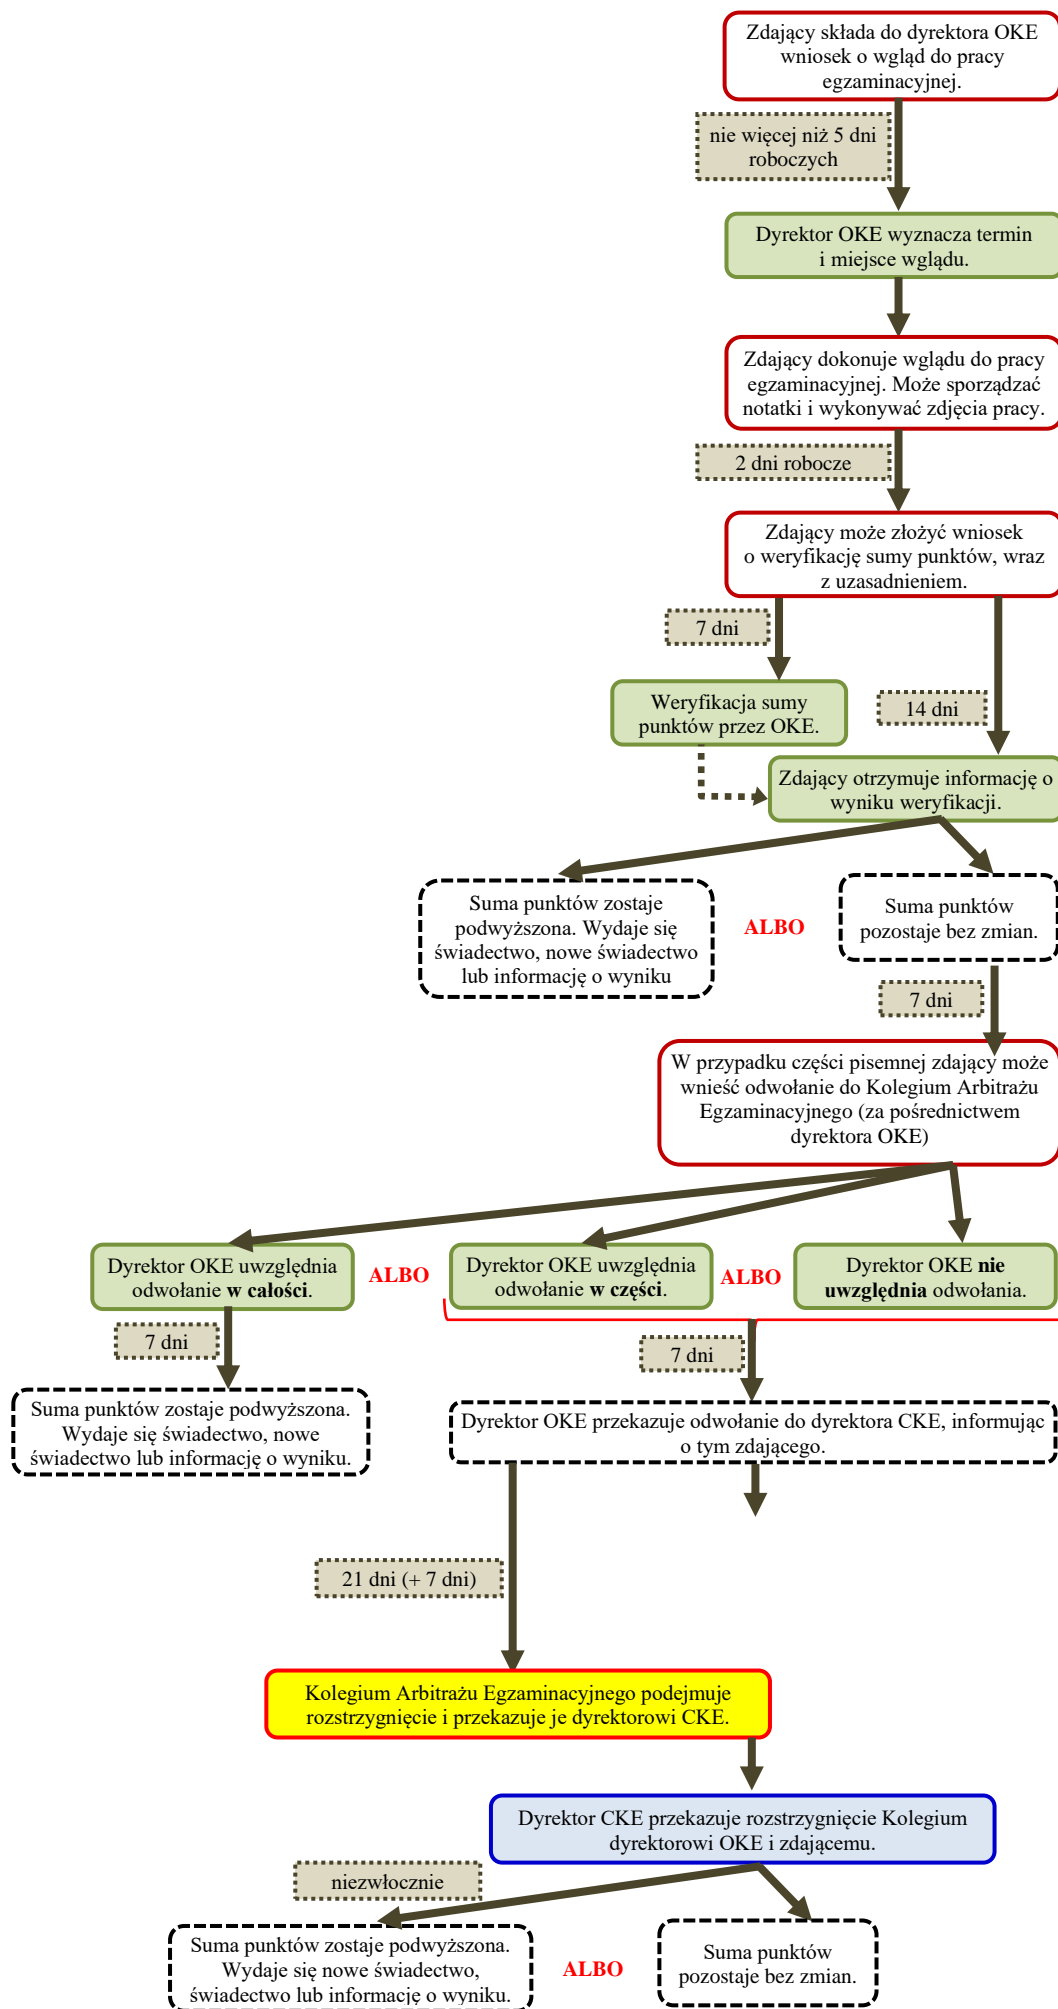 Zdający składa do dyrektora OKE
wniosek o wgląd do pracy
egzaminacyjnej.
nie więcej niż 5 dni
roboczych
Dyrektor OKE wyznacza termin
i miejsce wglądu.
Zdający dokonuje wglądu do pracy
egzaminacyjnej. Może sporządzać
notatki i wykonywać zdjęcia pracy.
2 dni robocze
Zdający może złożyć wniosek
o weryfikację sumy punktów, wraz
z uzasadnieniem.
7 dni
Weryfikacja sumy
punktów przez OKE.
14 dni
Zdający otrzymuje informację o
wyniku weryfikacji.
Suma punktów zostaje
podwyższona. Wydaje się
świadectwo, nowe świadectwo
lub informację o wyniku
ALBO
Suma punktów
pozostaje bez zmian.
7 dni
W przypadku części pisemnej zdający może
wnieść odwołanie do Kolegium Arbitrażu
Egzaminacyjnego (za pośrednictwem
dyrektora OKE)
Dyrektor OKE uwzględnia
odwołanie w całości.
ALBO
Dyrektor OKE uwzględnia
odwołanie w części.
ALBO
Dyrektor OKE nie
uwzględnia odwołania.
7 dni
7 dni
Suma punktów zostaje podwyższona.
Wydaje się świadectwo, nowe
świadectwo lub informację o wyniku.
Dyrektor OKE przekazuje odwołanie do dyrektora CKE, informując
o tym zdającego.
21 dni (+ 7 dni)
Kolegium Arbitrażu Egzaminacyjnego podejmuje
rozstrzygnięcie i przekazuje je dyrektorowi CKE.
Dyrektor CKE przekazuje rozstrzygnięcie Kolegium
dyrektorowi OKE i zdającemu.
niezwłocznie
Suma punktów zostaje podwyższona.
Wydaje się nowe świadectwo,
świadectwo lub informację o wyniku.
ALBO
Suma punktów
pozostaje bez zmian.